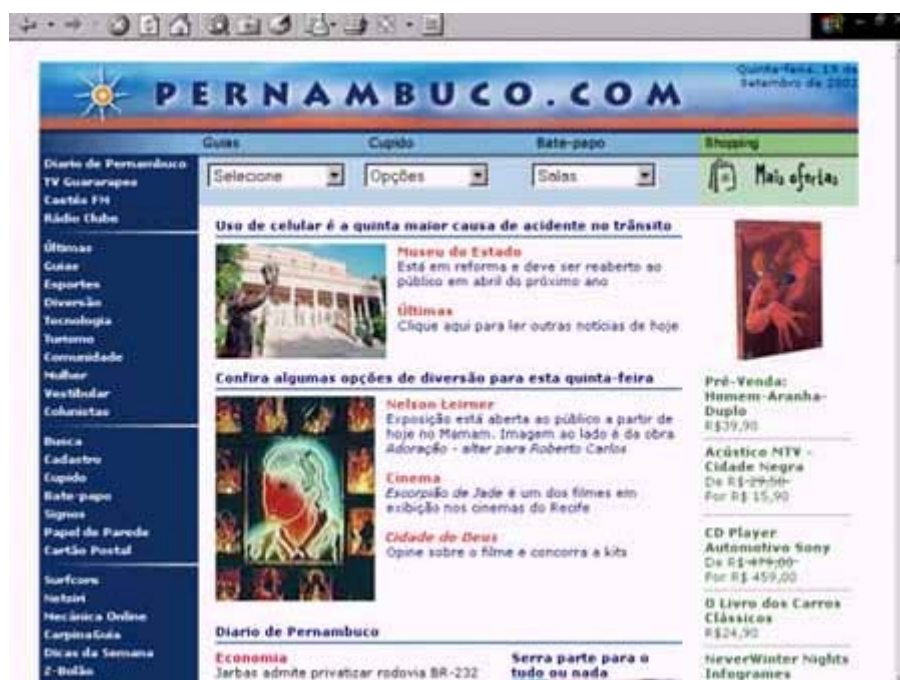 PERNAMBUCO.COM
Quinta-feira, 19 de
Setembro de 2002
Guias
Cupido
Bate-papo
Shopping
Selecione
Opções
Salas
Mais ofertas
Diario de Pernambuco
TV Guararapes
Caetés FM
Rádio Clube
Últimas
Guias
Esportes
Diversão
Tecnologia
Turismo
Comunidade
Mulher
Vestibular
Colunistas
Busca
Cadastro
Cupido
Bate-papo
Signos
Papel de Parede
Cartão Postal
Surfcore
Netsiri
Mecânica Online
CarpinaGuia
Dicas da Semana
Z-Bolão
Uso de celular é a quinta maior causa de acidente no trânsito
Museu do Estado
Está em reforma e deve ser reaberto ao
público em abril do próximo ano
Últimas
Clique aqui para ler outras notícias de hoje
Confira algumas opções de diversão para esta quinta-feira
Nelson Leirner
Exposição está aberta ao público a partir de
hoje no Mamam. Imagem ao lado é da obra
Adoração - altar para Roberto Carlos
Cinema
Escorpião de Jade é um dos filmes em
exibição nos cinemas do Recife
Cidade de Deus
Opine sobre o filme e concorra a kits
Diario de Pernambuco
Economia
Jarbas admite privatizar rodovia BR-232
Serra parte para o
tudo ou nada
Pré-Venda:
Homem-Aranha-
Duplo
R$39,90
Acústico MTV -
Cidade Negra
De R$ 29,50
Por R$ 15,90
CD Player
Automotivo Sony
De R$ 479,00
Por R$ 459,00
O Livro dos Carros
Clássicos
R$24,90
NeverWinter Nights
Infogrames